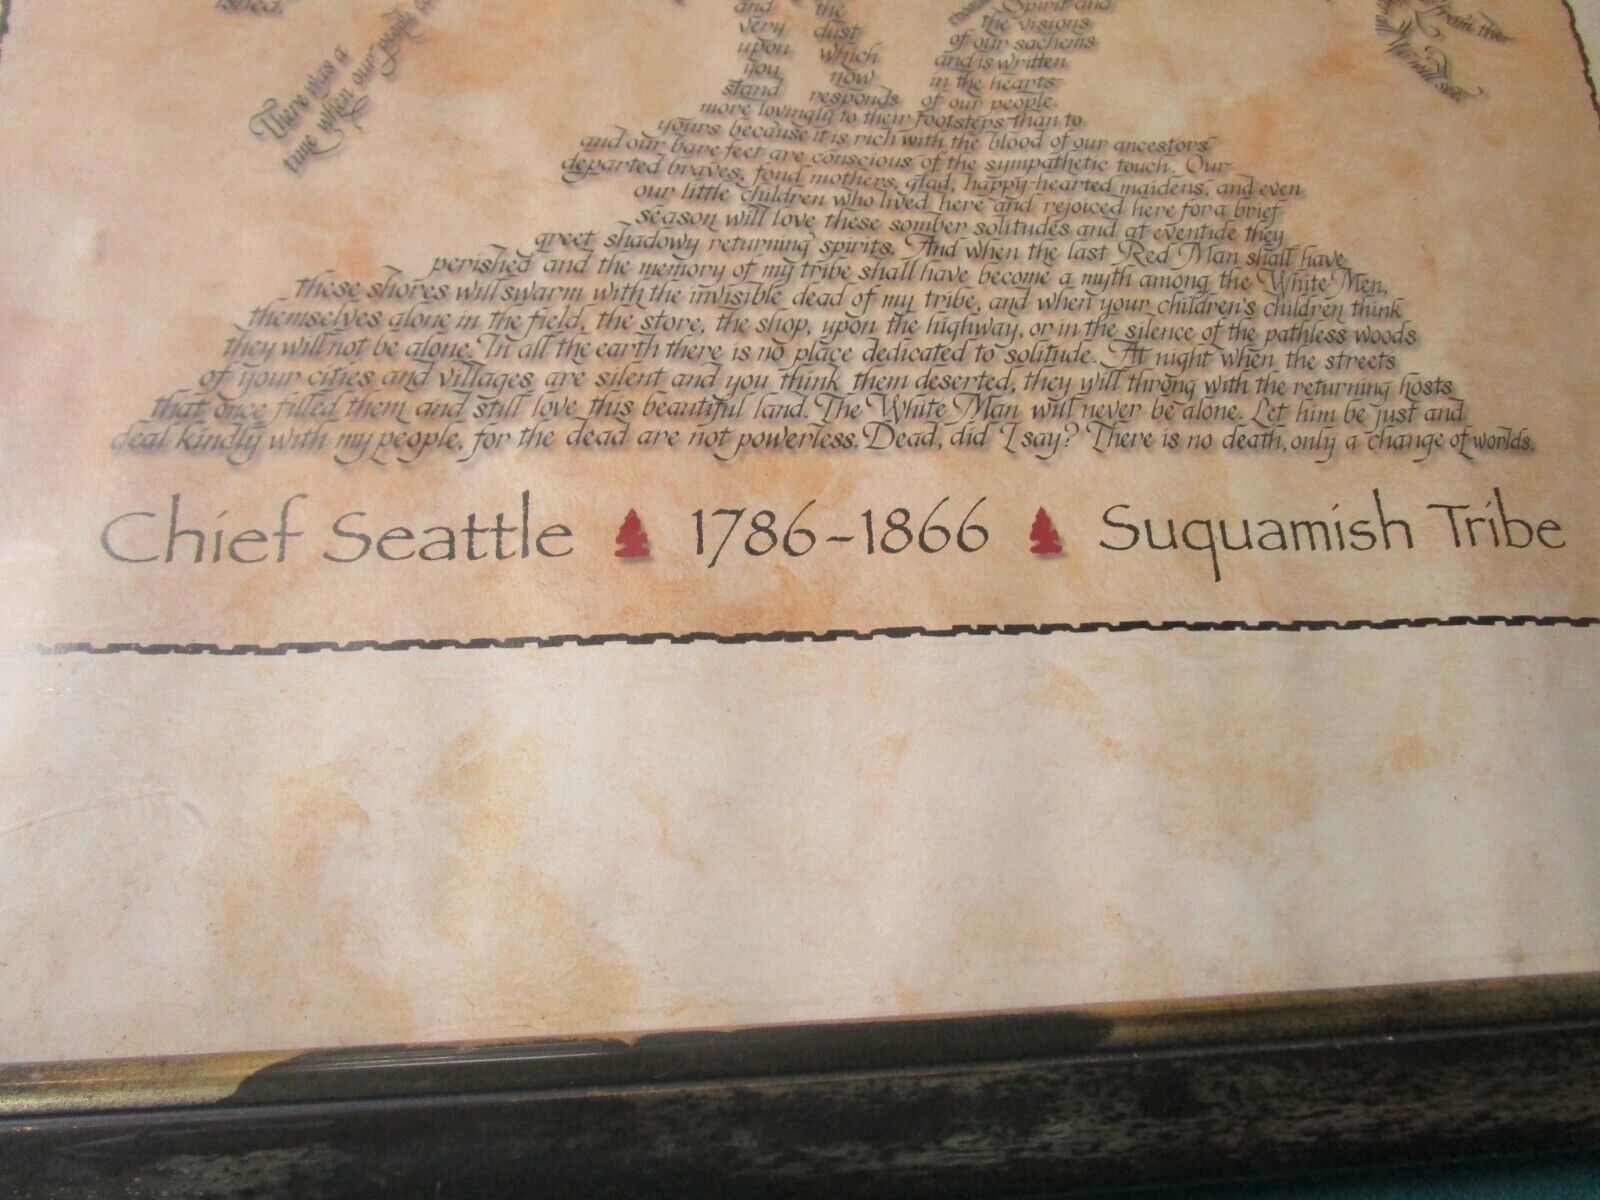 ished.
There was a
time when our people
and the
very dust
upon which
you now
stand responds
Spirit and
the visions
of our sachems
and is written
in the hearts
of our people.
from the
We will see
more lovingly to their footsteps than to
yours because it is rich with the blood of our ancestors
and our bare feet are conscious of the sympathetic touch. Our
departed braves, fond mothers, glad, happy-hearted maidens, and even
our little children who lived here and rejoiced here for a brief
season will love these somber solitudes and at eventide they
greet shadowy returning spirits. And when the last Red Man shall have
perished and the memory of my tribe shall have become a myth among the White Men,
these shores will swarm with the invisible dead of my tribe, and when your children's children think
themselves alone in the field, the store, the shop, upon the highway, or in the silence of the pathless woods
they will not be alone. In all the earth there is no place dedicated to solitude. At night when the streets
of your cities and villages are silent and you think them deserted, they will throng with the returning hosts
that once filled them and still love this beautiful land. The White Man will never be alone. Let him be just and
deal kindly with my people, for the dead are not powerless. Dead, did I say? There is no death, only a change of worlds.
Chief Seattle 1786-1866 Suquamish Tribe